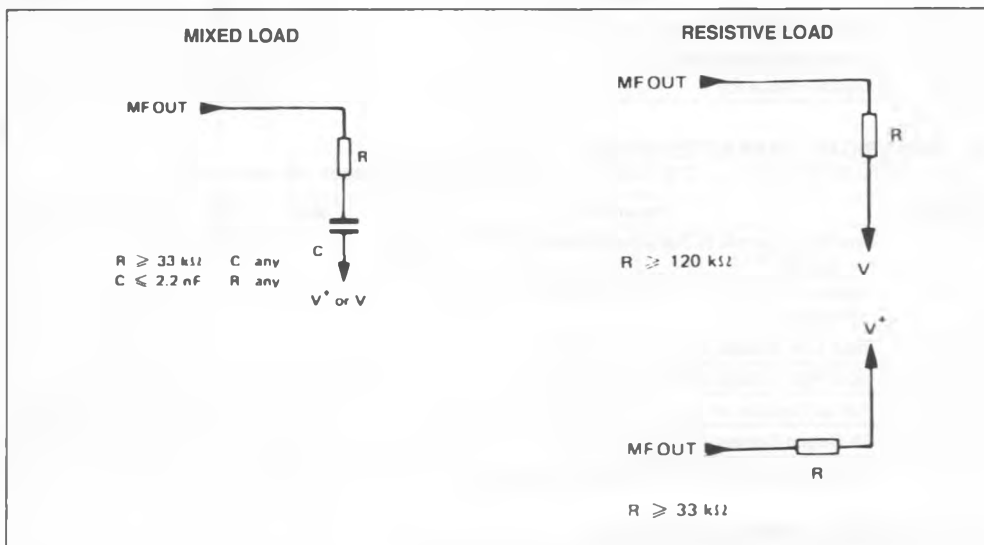 MIXED LOAD
MF OUT
R
C
R ⩾ 33 kΩ C any
C ⩽ 2.2 nF R any
V+ or V
RESISTIVE LOAD
MF OUT
R
R ⩾ 120 kΩ
V
V+
MF OUT
R
R ⩾ 33 kΩ